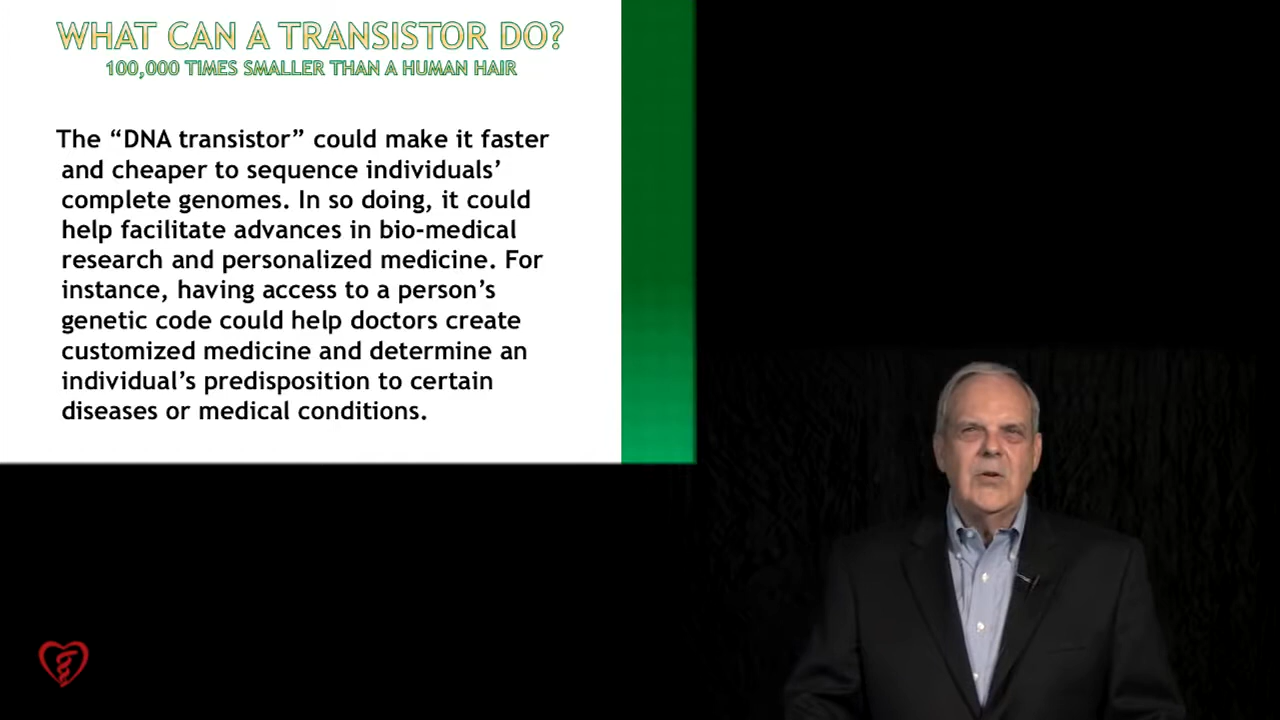 WHAT CAN A TRANSISTOR DO?
100,000 TIMES SMALLER THAN A HUMAN HAIR
The “DNA transistor” could make it faster
and cheaper to sequence individuals’
complete genomes. In so doing, it could
help facilitate advances in bio-medical
research and personalized medicine. For
instance, having access to a person’s
genetic code could help doctors create
customized medicine and determine an
individual’s predisposition to certain
diseases or medical conditions.